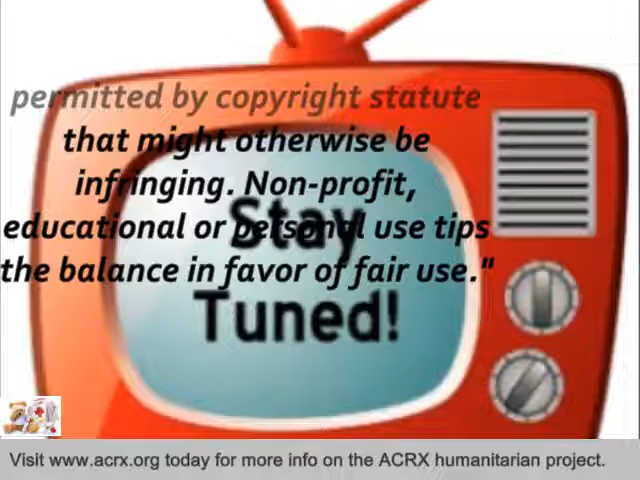 permitted by copyright statute
that might otherwise be
infringing. Non-profit,
educational or personal use tips
the balance in favor of fair use."
Stay
Tuned!
Visit www.acrx.org today for more info on the ACRX humanitarian project.